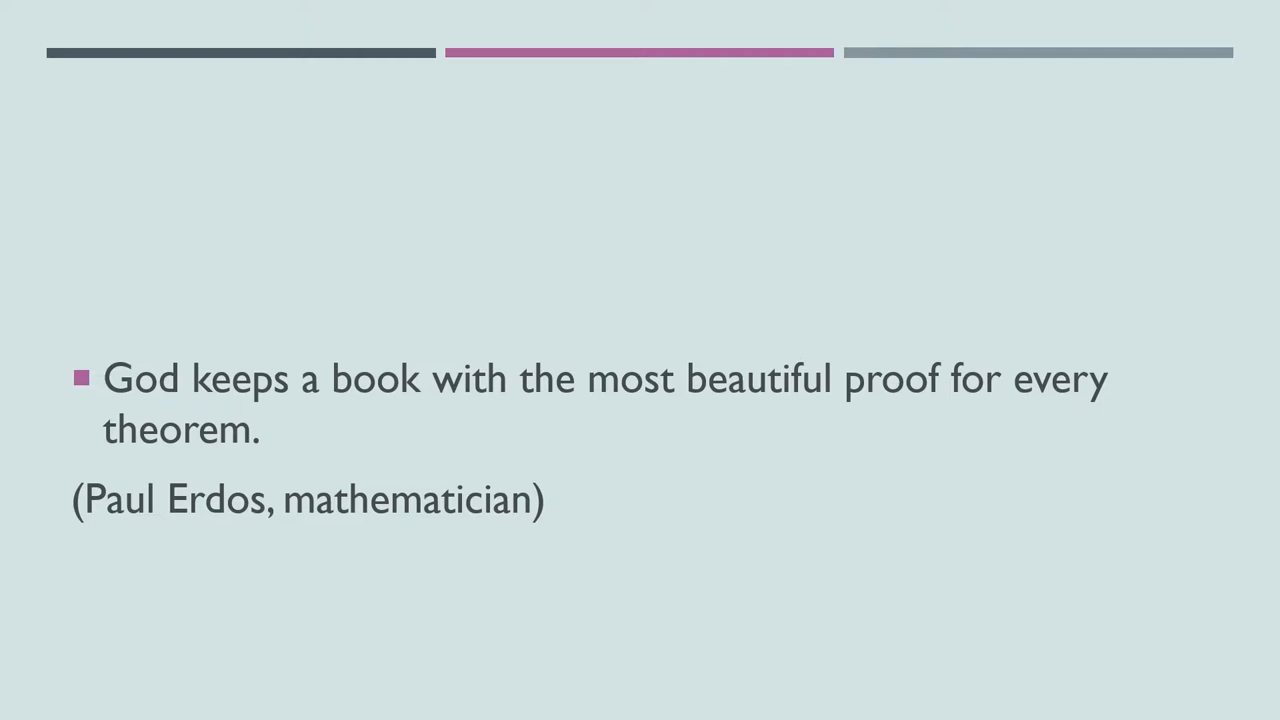 God keeps a book with the most beautiful proof for every
theorem.
(Paul Erdos, mathematician)